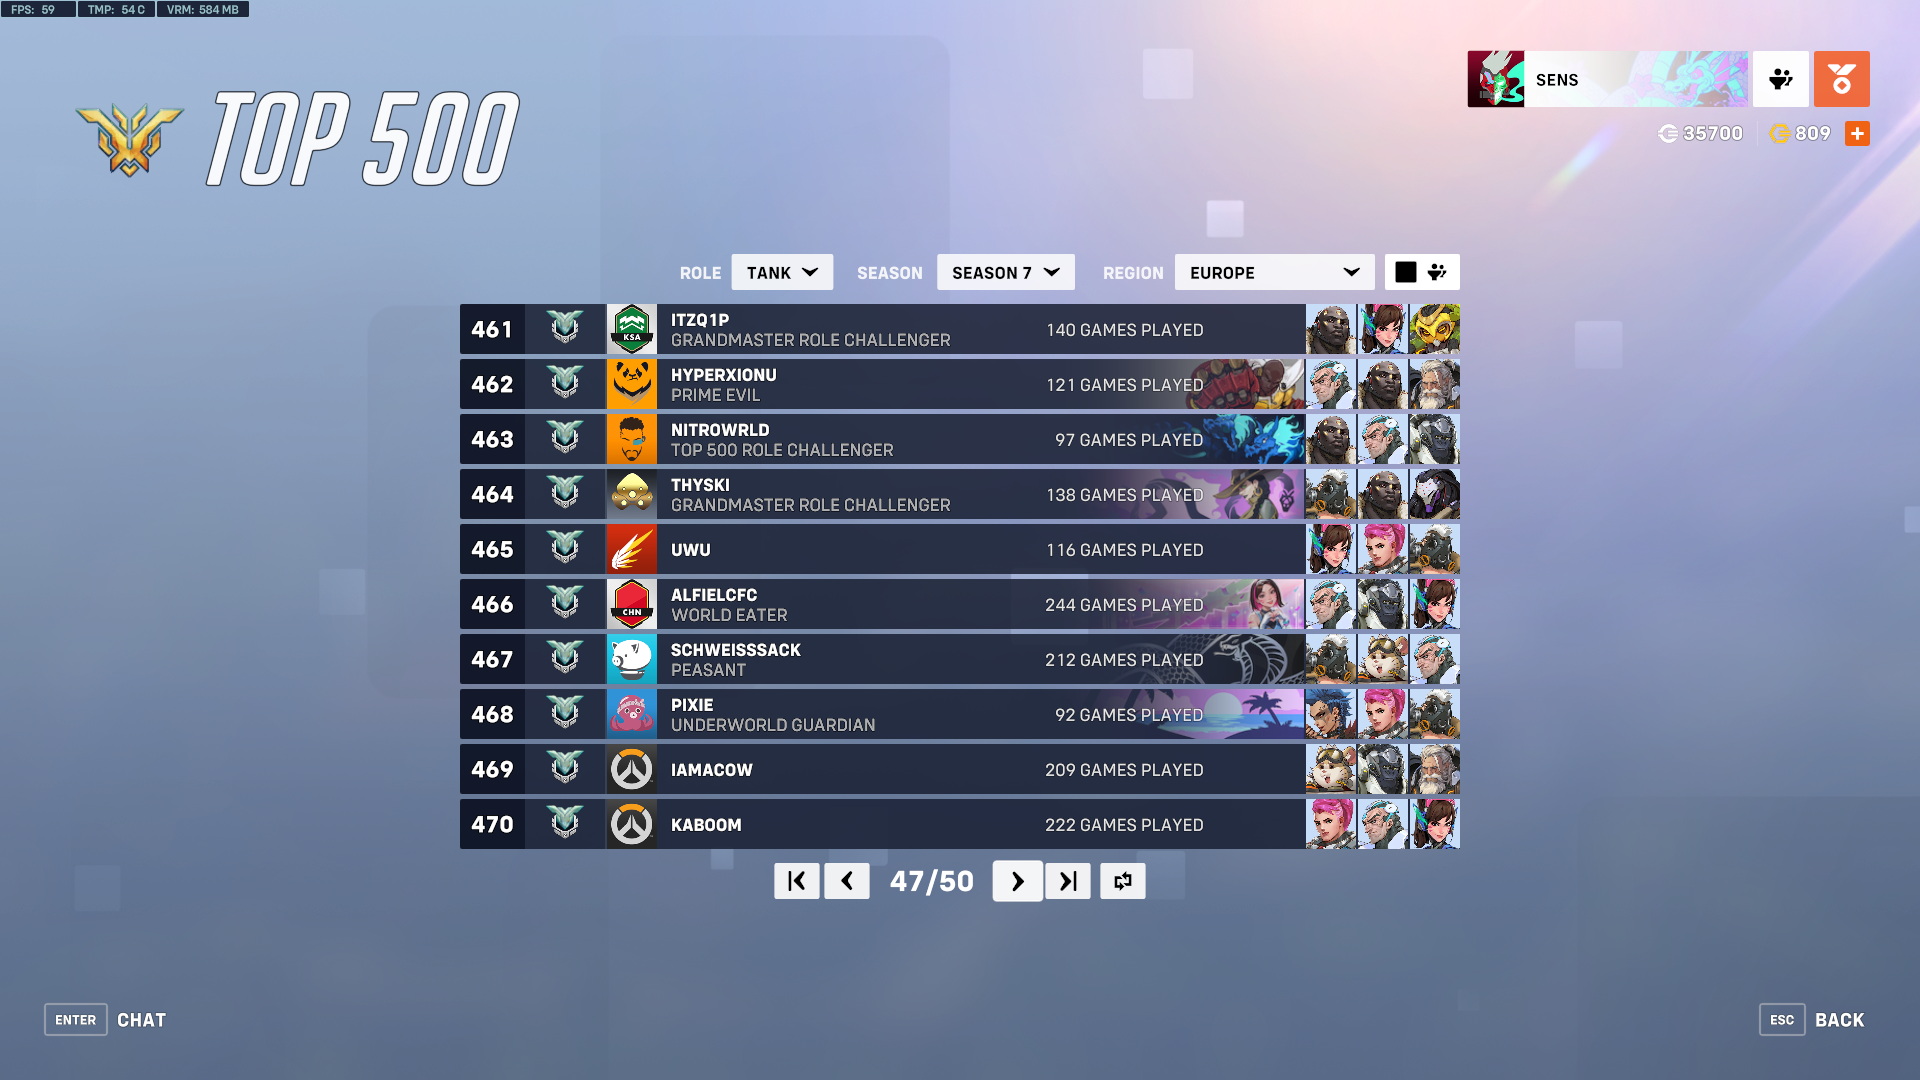 FPS: 59 TMP: 54 C VRM: 584 MB
TOP 500
SENS
35700 809 +
ROLE TANK SEASON SEASON 7 REGION EUROPE
461 KSA ITZQ1P
GRANDMASTER ROLE CHALLENGER
140 GAMES PLAYED
462 HYPERXIONU
PRIME EVIL
121 GAMES PLAYED
463 NITROWRLD
TOP 500 ROLE CHALLENGER
97 GAMES PLAYED
464 THYSKI
GRANDMASTER ROLE CHALLENGER
138 GAMES PLAYED
465 UWU
116 GAMES PLAYED
466 CHN ALFIELCFC
WORLD EATER
244 GAMES PLAYED
467 SCHWEISSSACK
PEASANT
212 GAMES PLAYED
468 PIXIE
UNDERWORLD GUARDIAN
92 GAMES PLAYED
469 IAMACOW
209 GAMES PLAYED
470 KABOOM
222 GAMES PLAYED
47/50
ENTER CHAT
ESC BACK